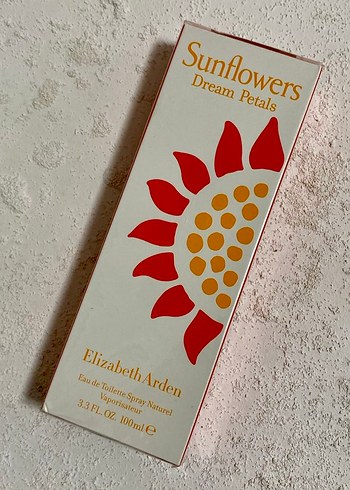 Sunflowers
Dream Petals
Elizabeth Arden
Eau de Toilette Spray Naturel
Vaporisateur
3.3 FL. OZ. 100ml ℮